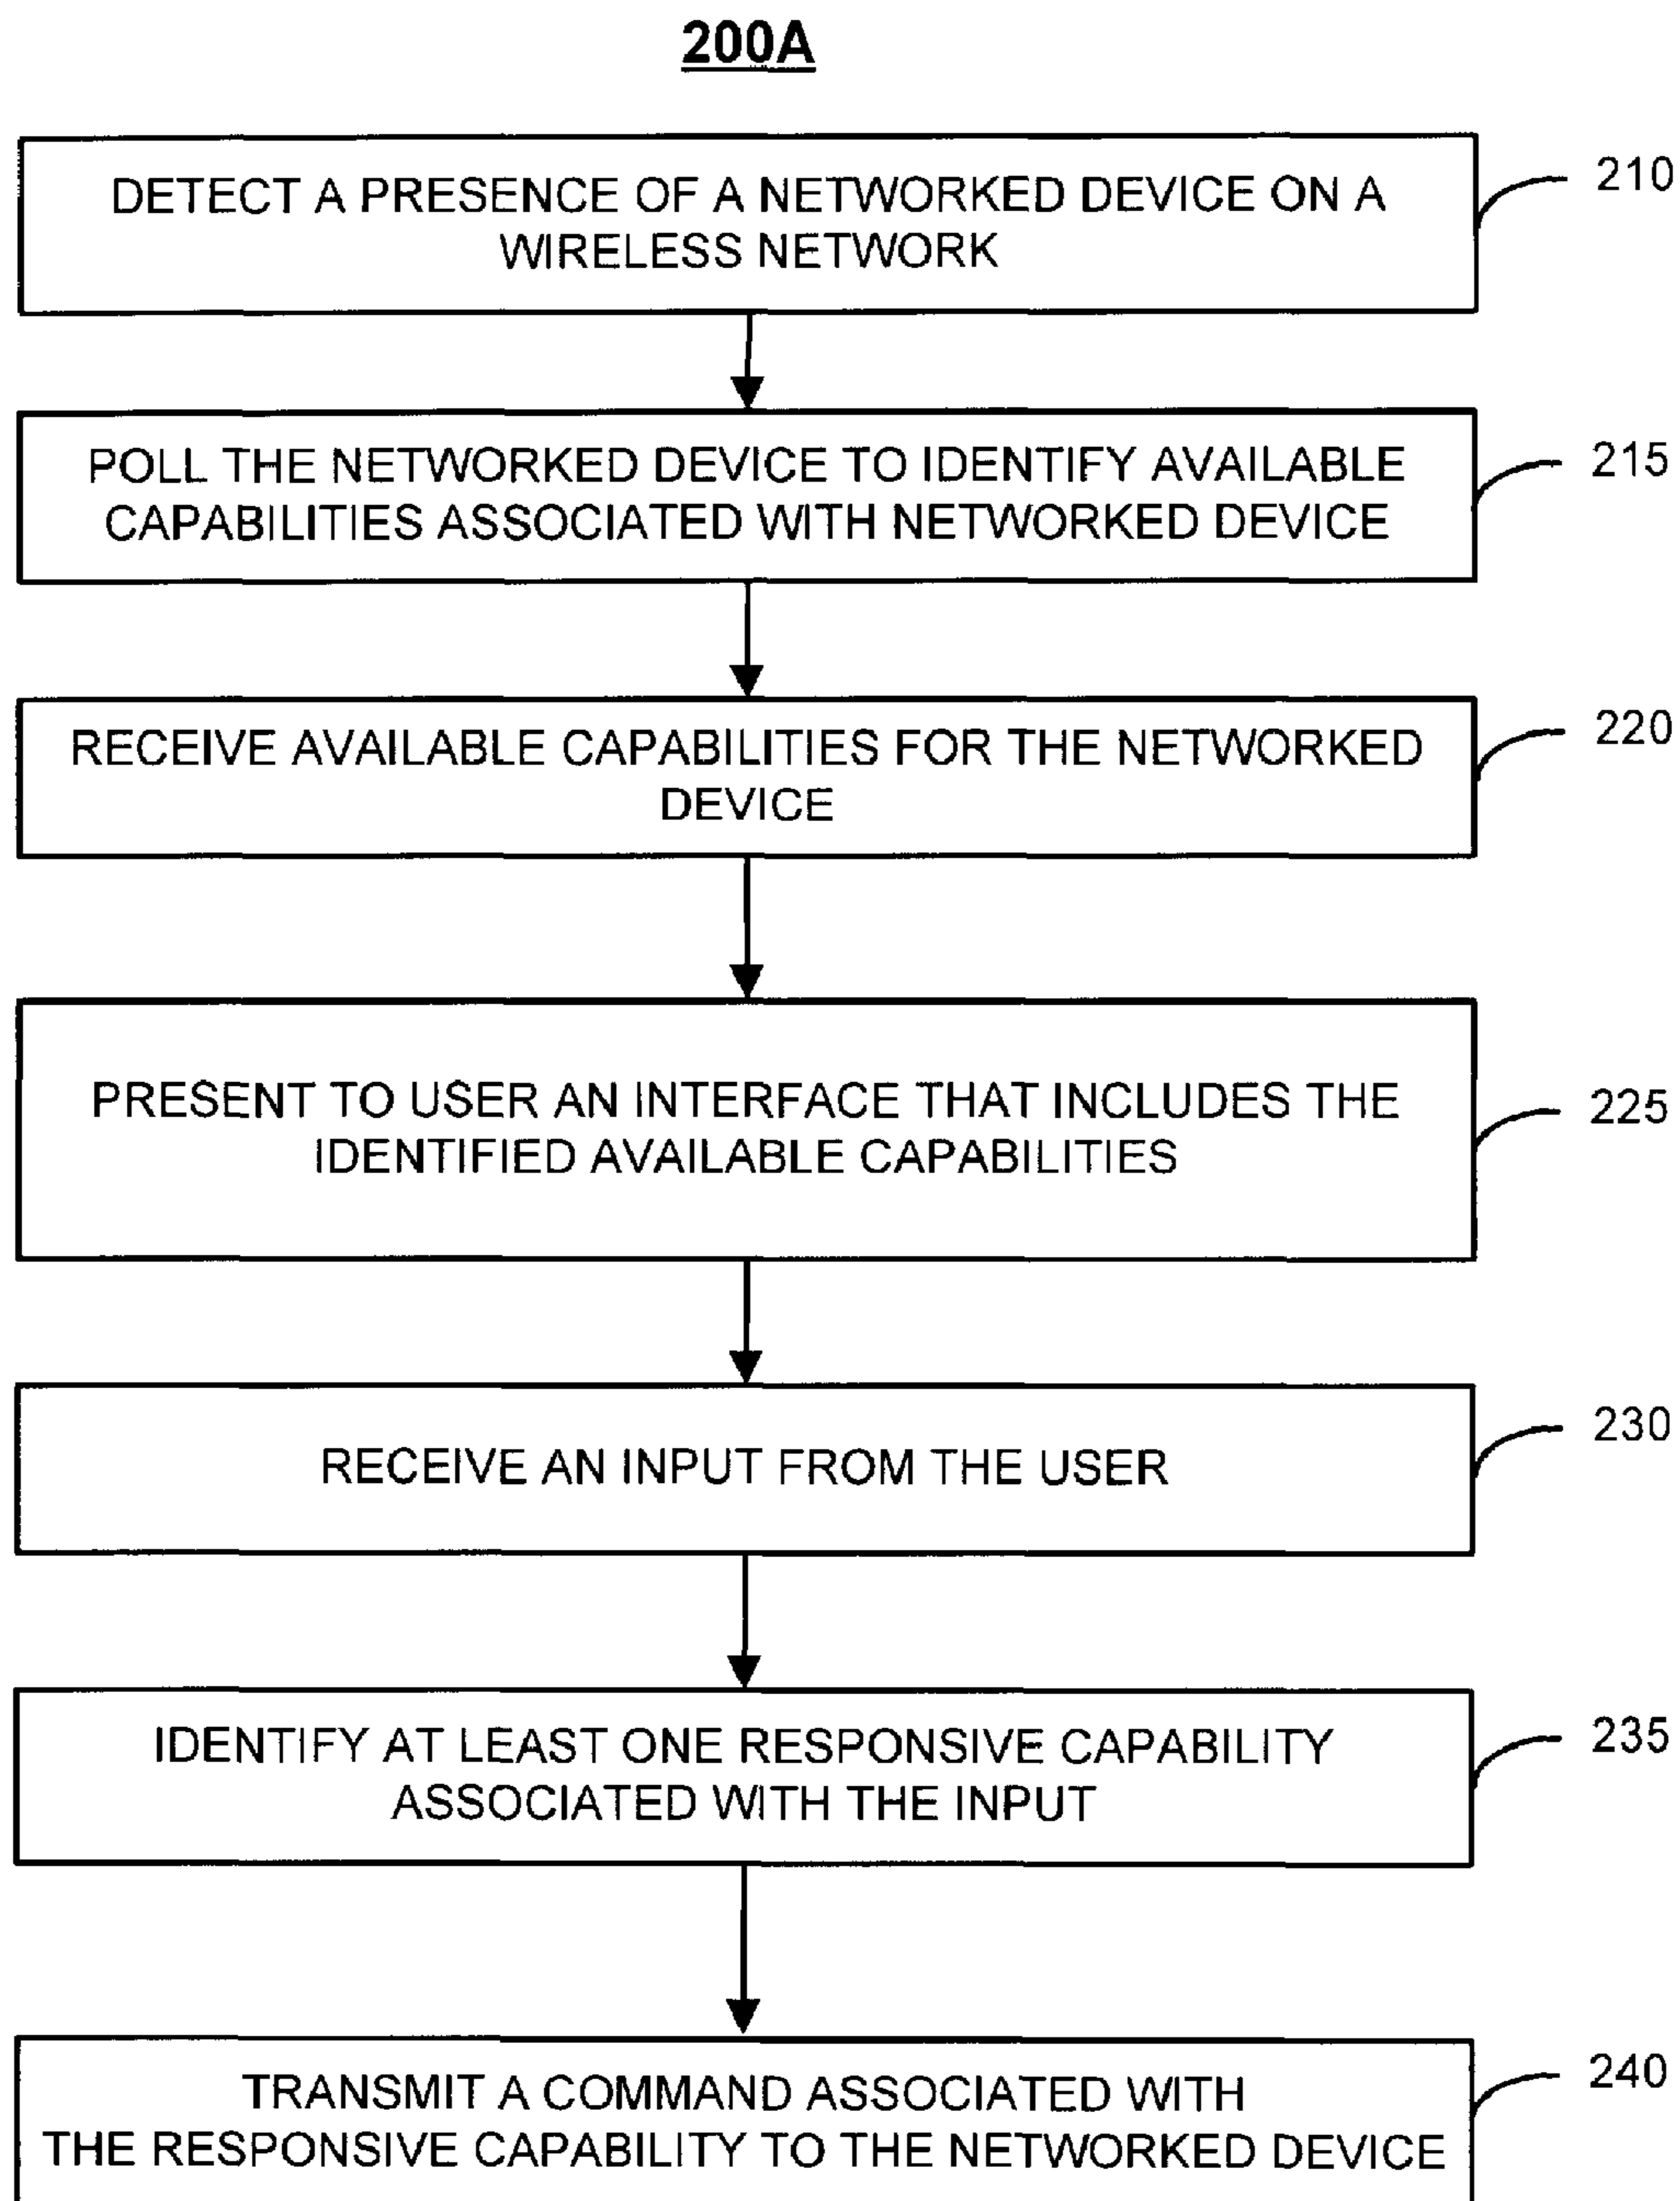 200A
DETECT A PRESENCE OF A NETWORKED DEVICE ON A
WIRELESS NETWORK
210
POLL THE NETWORKED DEVICE TO IDENTIFY AVAILABLE
CAPABILITIES ASSOCIATED WITH NETWORKED DEVICE
215
RECEIVE AVAILABLE CAPABILITIES FOR THE NETWORKED
DEVICE
220
PRESENT TO USER AN INTERFACE THAT INCLUDES THE
IDENTIFIED AVAILABLE CAPABILITIES
225
RECEIVE AN INPUT FROM THE USER
230
IDENTIFY AT LEAST ONE RESPONSIVE CAPABILITY
ASSOCIATED WITH THE INPUT
235
TRANSMIT A COMMAND ASSOCIATED WITH
THE RESPONSIVE CAPABILITY TO THE NETWORKED DEVICE
240